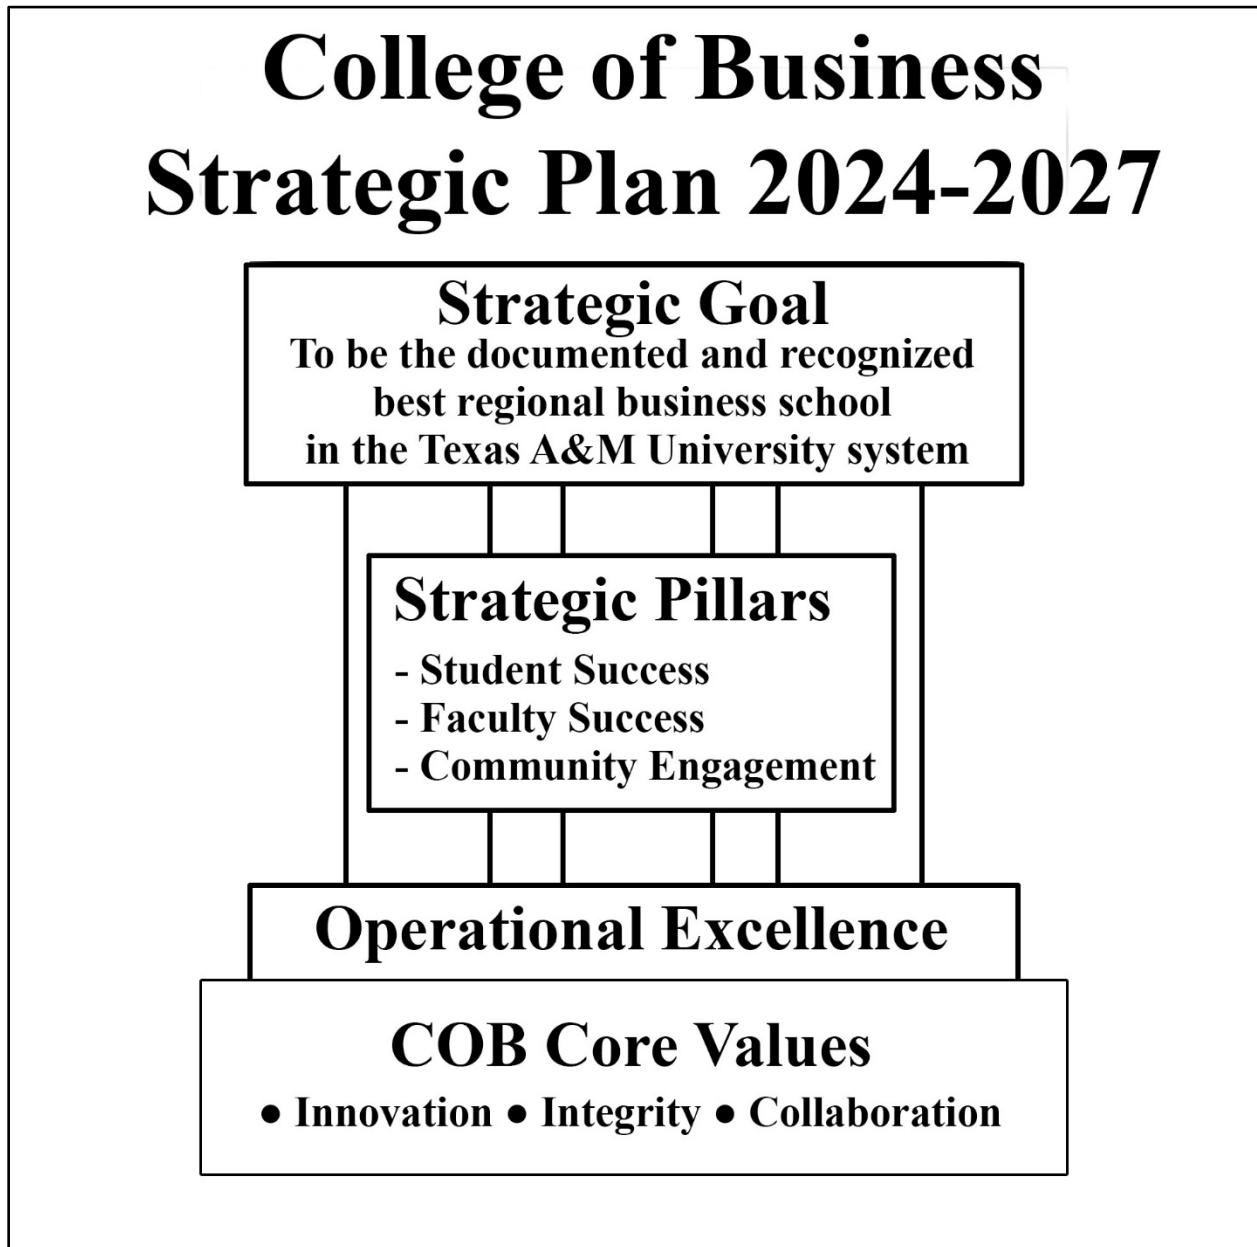 College of Business
Strategic Plan 2024-2027
Strategic Goal
To be the documented and recognized
best regional business school
in the Texas A&M University system
Strategic Pillars
- Student Success
- Faculty Success
- Community Engagement
Operational Excellence
COB Core Values
● Innovation ● Integrity ● Collaboration